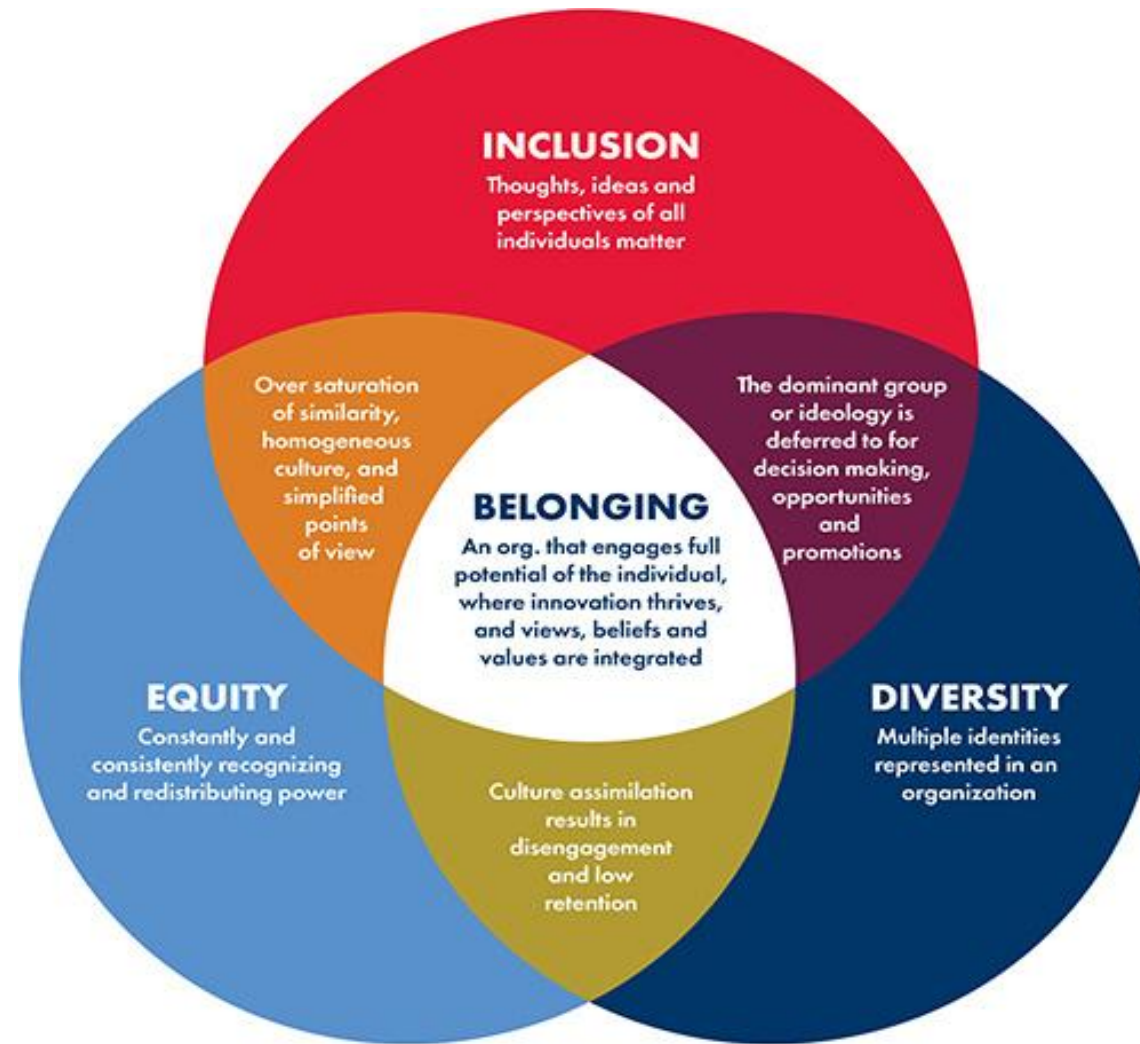 INCLUSION
Thoughts, ideas and
perspectives of all
individuals matter
Over saturation
of similarity,
homogeneous
culture, and
simplified
points
of view
The dominant group
or ideology is
deferred to for
decision making,
opportunities
and
promotions
BELONGING
An org. that engages full
potential of the individual,
where innovation thrives,
and views, beliefs and
values are integrated
EQUITY
Constantly and
consistently recognizing
and redistributing power
DIVERSITY
Multiple identities
represented in an
organization
Culture assimilation
results in
disengagement
and low
retention